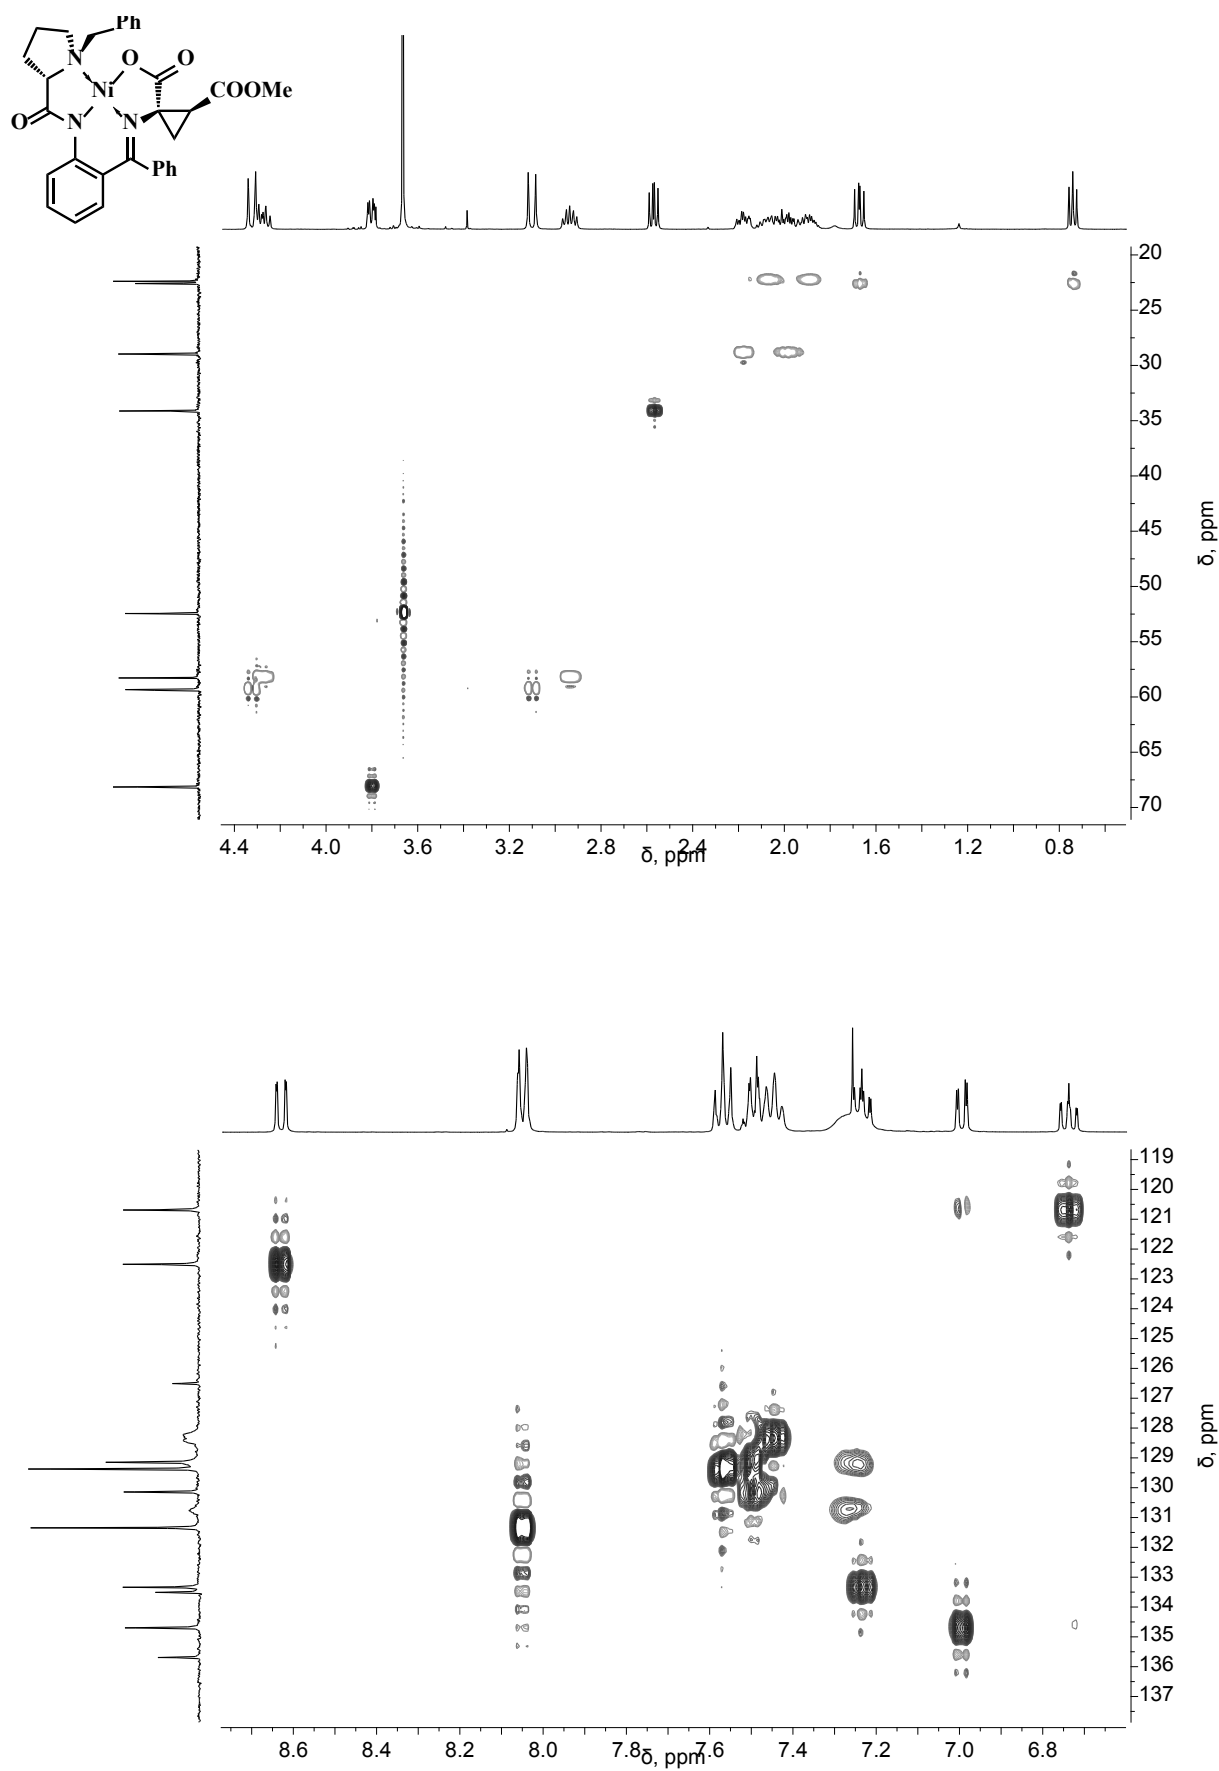 Ph
N
O
O
Ni
COOMe
O
N
N
Ph
20
25
30
35
40
45
50
55
60
65
70
δ, ppm
4.4 4.0 3.6 3.2 2.8 2.4 2.0 1.6 1.2 0.8
δ, ppm
119
120
121
122
123
124
125
126
127
128
129
130
131
132
133
134
135
136
137
δ, ppm
8.6 8.4 8.2 8.0 7.8 7.6 7.4 7.2 7.0 6.8
δ, ppm